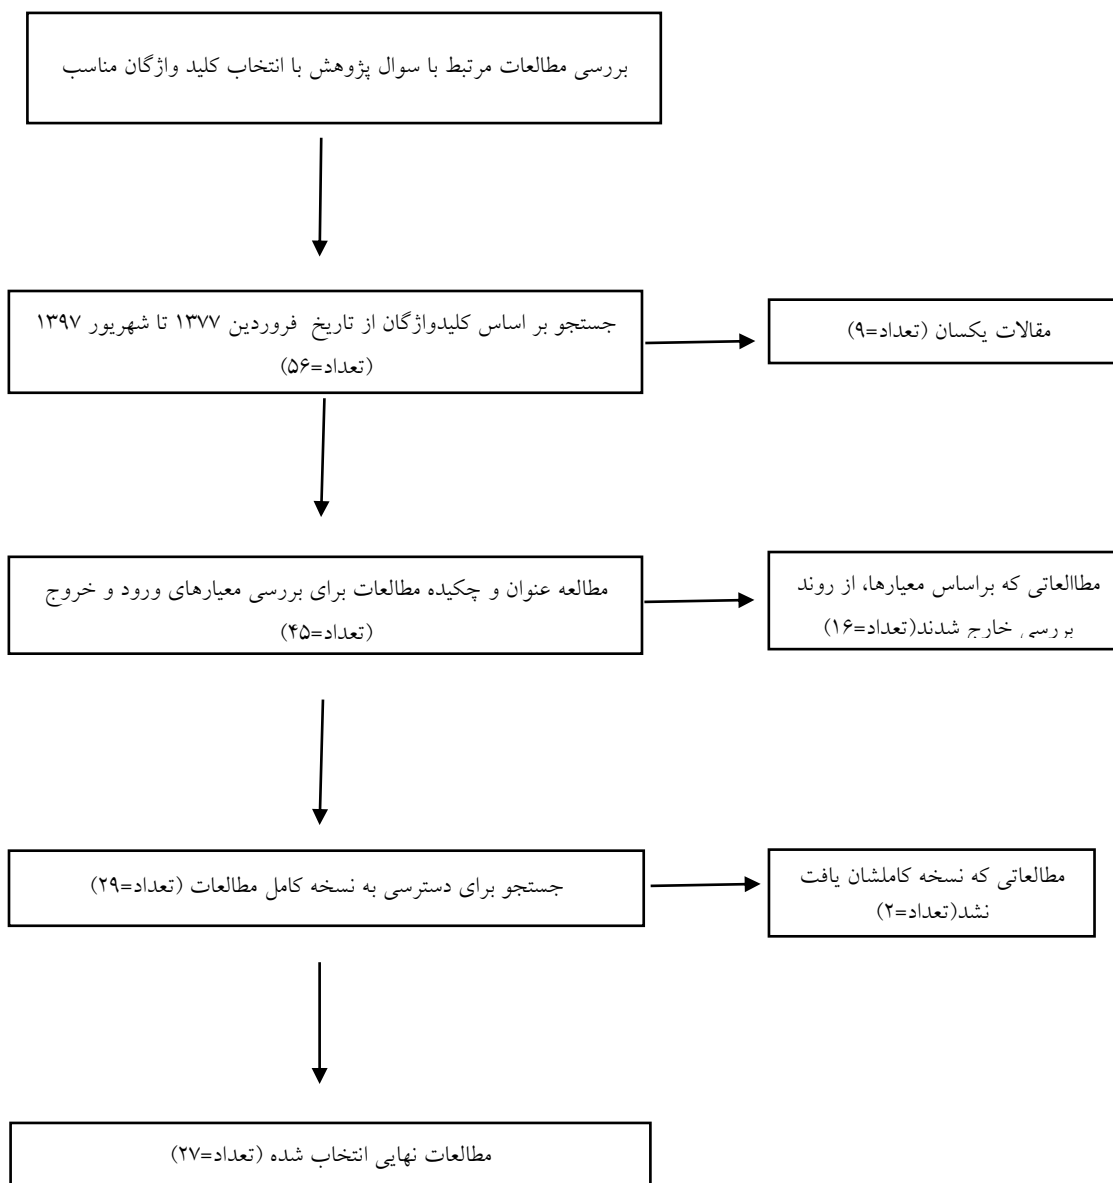 بررسی مطالعات مرتبط با سوال پژوهش با انتخاب کلید واژگان مناسب
جستجو بر اساس کلیدواژگان از تاریخ فروردین ۱۳۷۷ تا شهریور ۱۳۹۷
(تعداد=۵۶)
مقالات یکسان (تعداد=۹)
مطالعه عنوان و چکیده مطالعات برای بررسی معیارهای ورود و خروج
(تعداد=۴۵)
مطاالعاتی که براساس معیارها، از روند
بررسی خارج شدند(تعداد=۱۶)
جستجو برای دسترسی به نسخه کامل مطالعات (تعداد=۲۹)
مطالعاتی که نسخه کاملشان یافت
نشد(تعداد=۲)
مطالعات نهایی انتخاب شده (تعداد=۲۷)